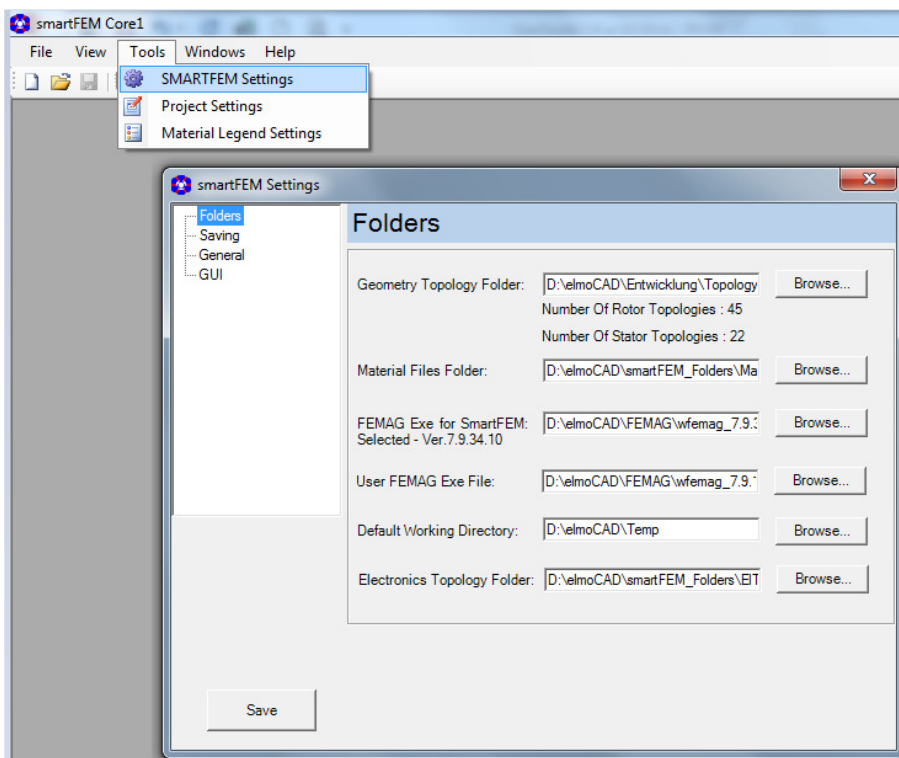 smartFEM Core1
File View Tools Windows Help
SMARTFEM Settings
Project Settings
Material Legend Settings
smartFEM Settings
Folders
Saving
General
GUI
Folders
Geometry Topology Folder: D:\elmoCAD\Entwicklung\Topology Browse...
Number Of Rotor Topologies : 45
Number Of Stator Topologies : 22
Material Files Folder: D:\elmoCAD\smartFEM_Folders\Ma Browse...
FEMAG Exe for SmartFEM: D:\elmoCAD\FEMAG\wfemag_7.9.3 Browse...
Selected - Ver.7.9.34.10
User FEMAG Exe File: D:\elmoCAD\FEMAG\wfemag_7.9.1 Browse...
Default Working Directory: D:\elmoCAD\Temp Browse...
Electronics Topology Folder: D:\elmoCAD\smartFEM_Folders\ElT Browse...
Save